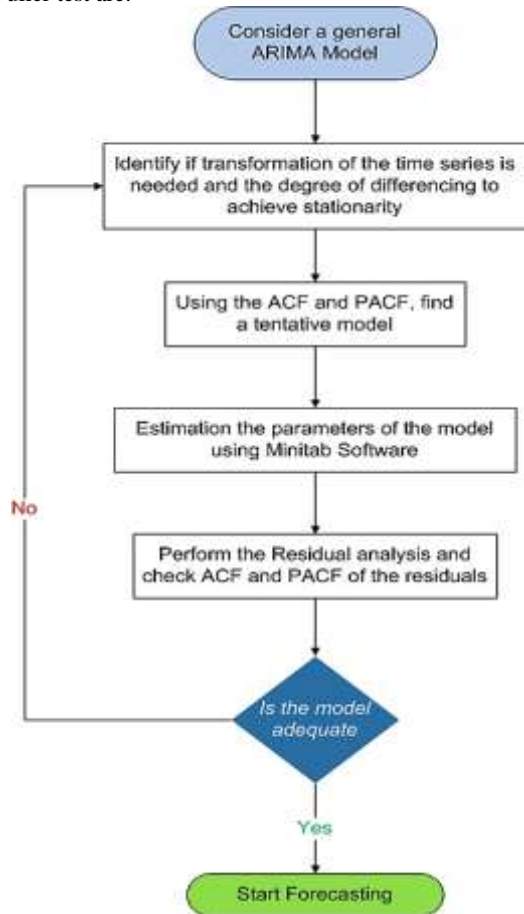 Consider a general
ARIMA Model
Identify if transformation of the time series is
needed and the degree of differencing to
achieve stationarity
Using the ACF and PACF, find
a tentative model
Estimation the parameters of the model
using Minitab Software
No
Perform the Residual analysis and
check ACF and PACF of the residuals
Is the model
adequate
Yes
Start Forecasting